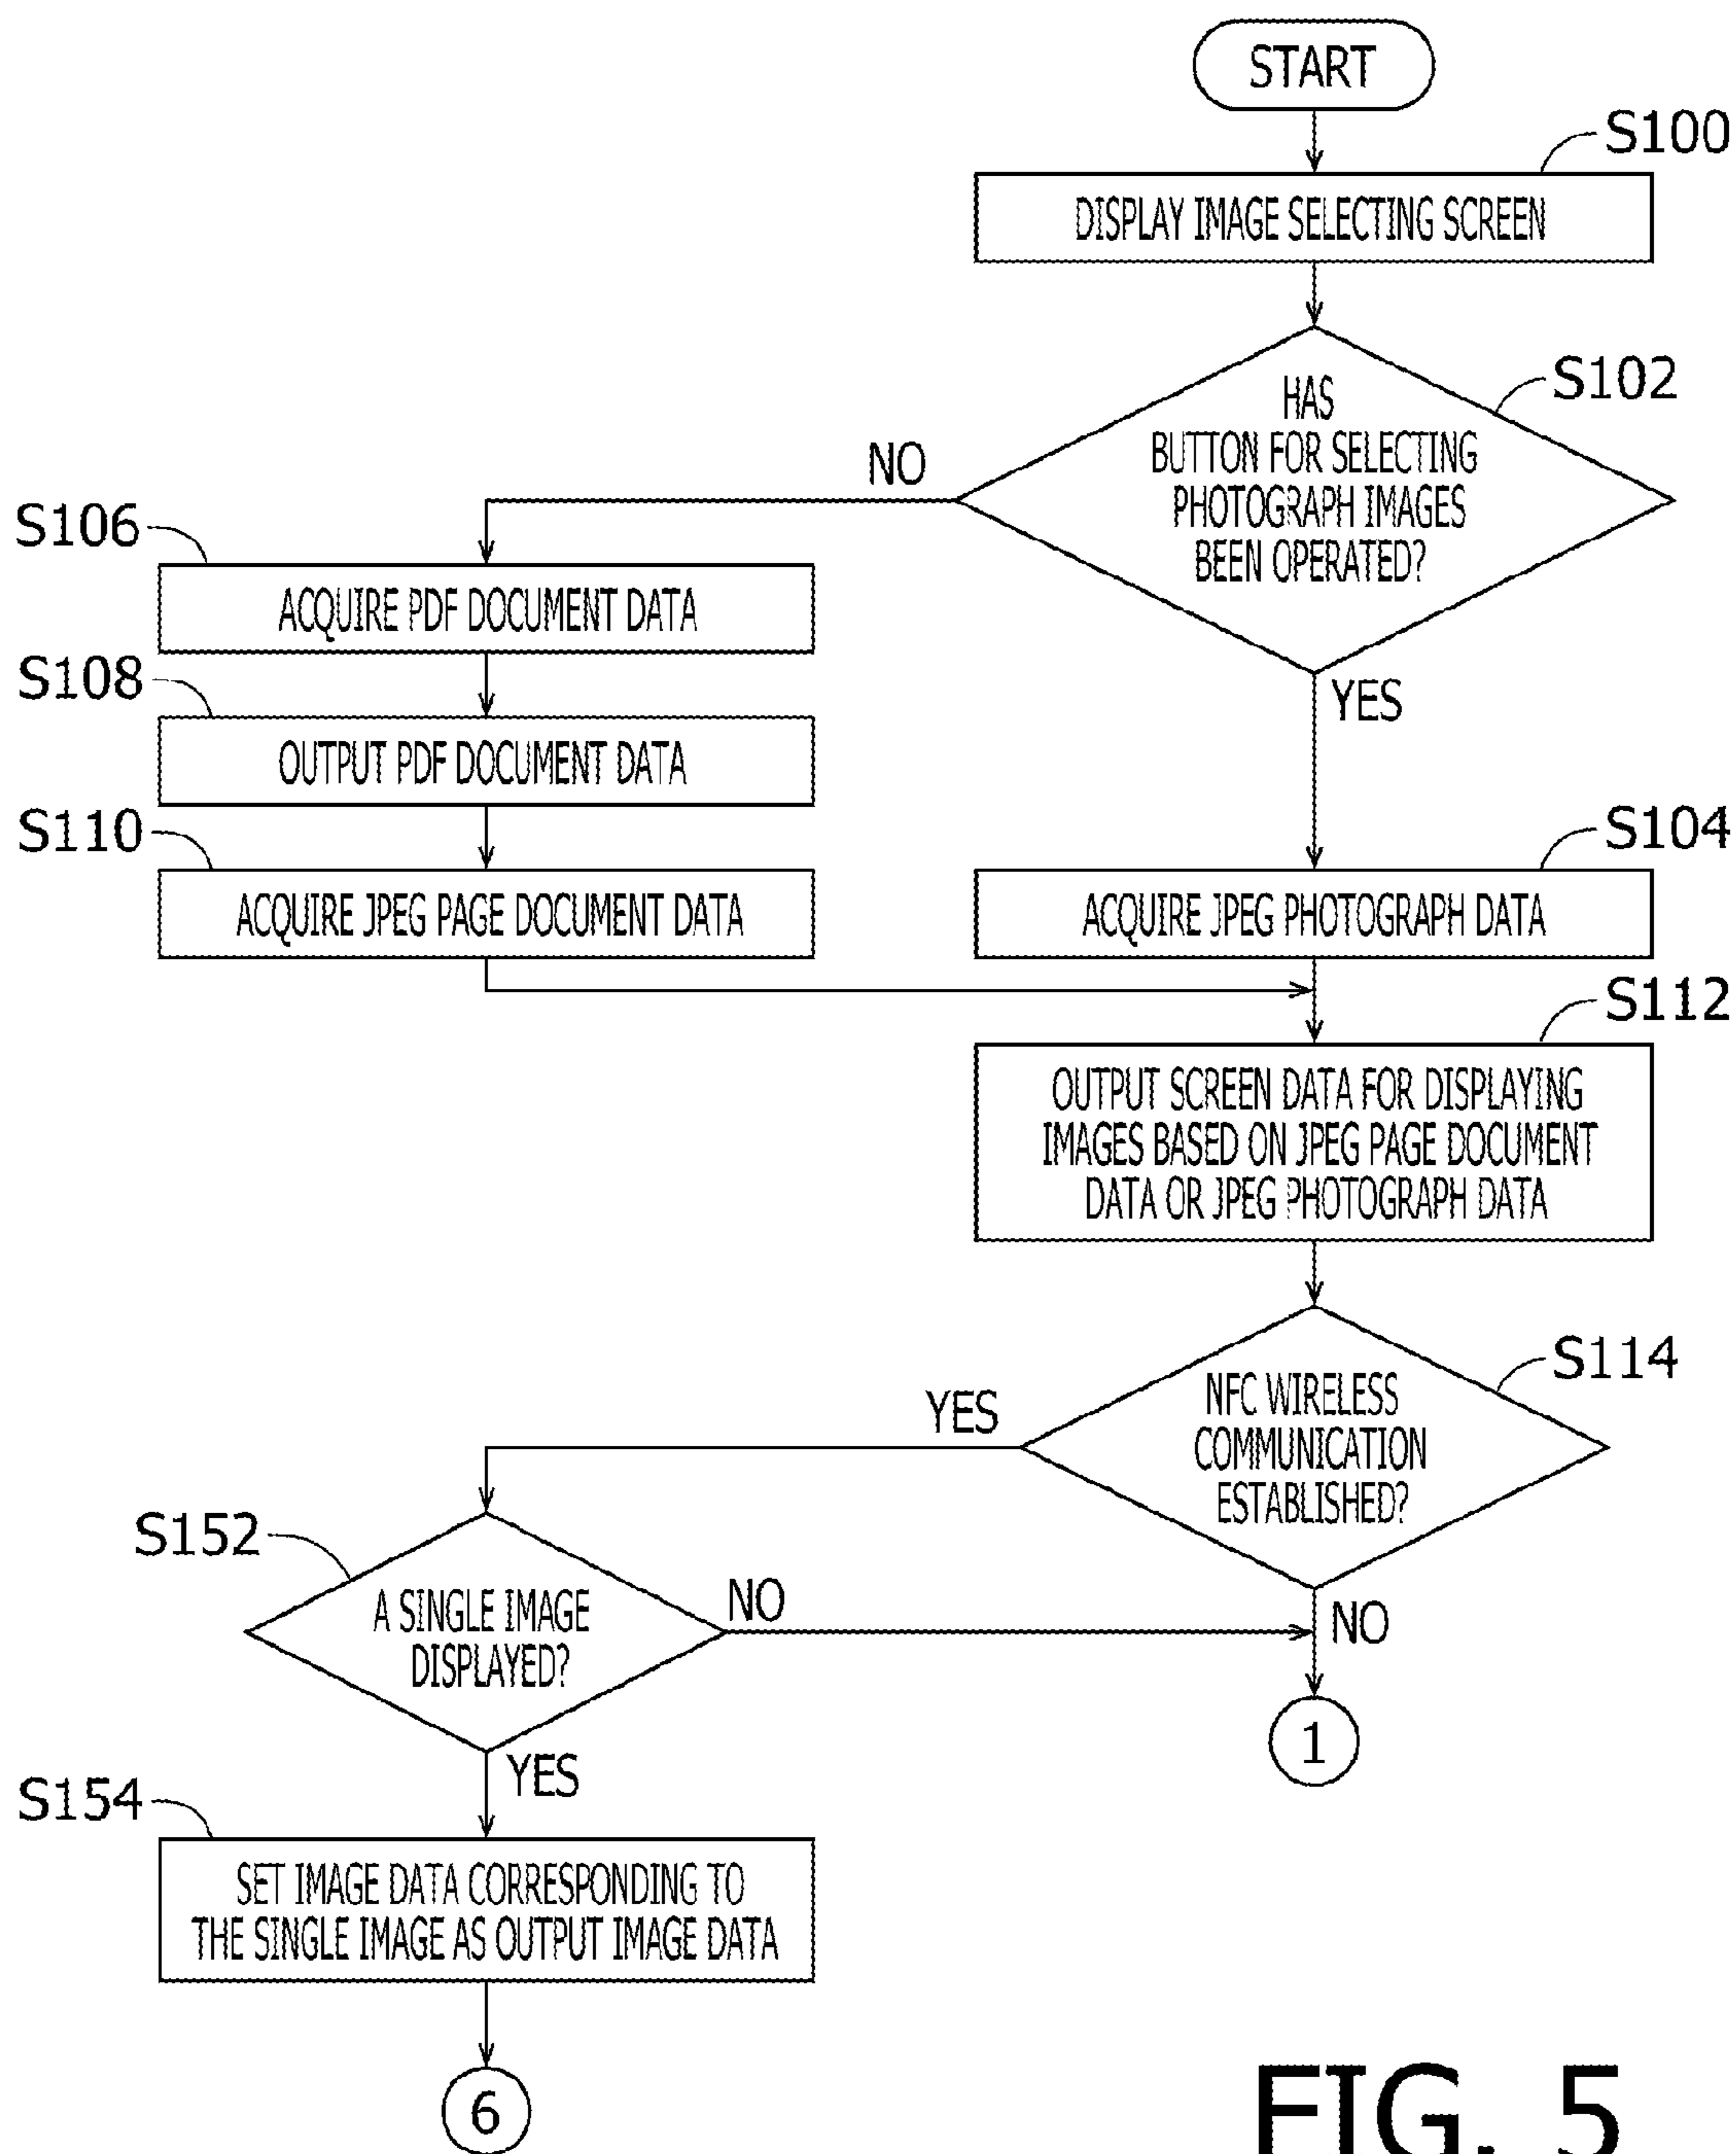 START
S100
DISPLAY IMAGE SELECTING SCREEN
S102
HAS
BUTTON FOR SELECTING
PHOTOGRAPH IMAGES
BEEN OPERATED?
NO
YES
S106
ACQUIRE PDF DOCUMENT DATA
S108
OUTPUT PDF DOCUMENT DATA
S110
ACQUIRE JPEG PAGE DOCUMENT DATA
S104
ACQUIRE JPEG PHOTOGRAPH DATA
S112
OUTPUT SCREEN DATA FOR DISPLAYING
IMAGES BASED ON JPEG PAGE DOCUMENT
DATA OR JPEG PHOTOGRAPH DATA
S114
NFC WIRELESS
COMMUNICATION
ESTABLISHED?
YES
NO
S152
A SINGLE IMAGE
DISPLAYED?
NO
YES
1
S154
SET IMAGE DATA CORRESPONDING TO
THE SINGLE IMAGE AS OUTPUT IMAGE DATA
6
FIG. 5